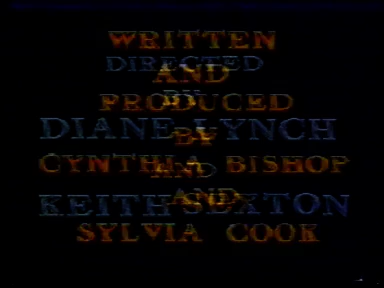 WRITTEN
DIRECTED
AND
BY
PRODUCED
DIANE LYNCH
BY
CYNTHIA BISHOP
AND
KEITH SEXTON
AND
SYLVIA COOK